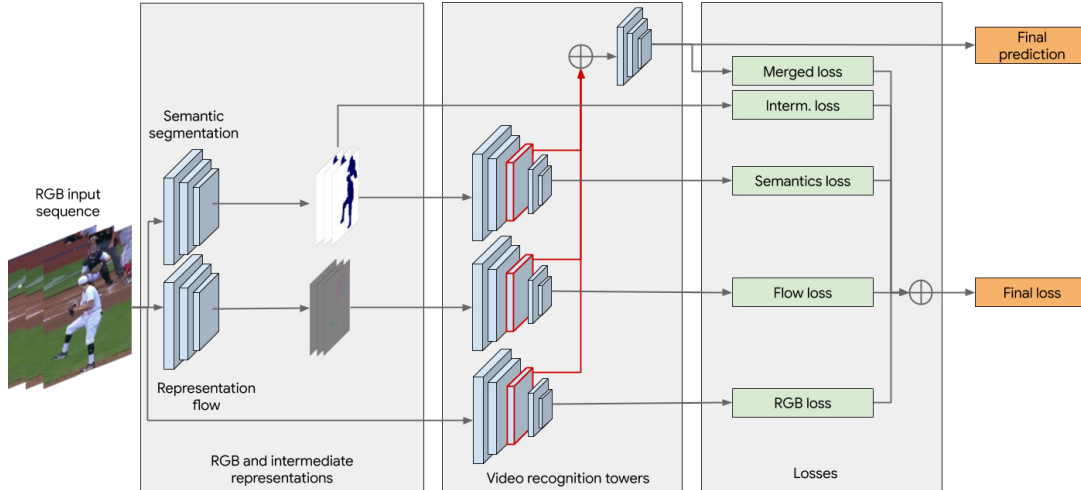 Final
prediction
Merged loss
Interm. loss
Semantic
segmentation
Semantics loss
RGB input
sequence
Flow loss
Final loss
Representation
flow
RGB loss
RGB and intermediate
representations
Video recognition towers
Losses